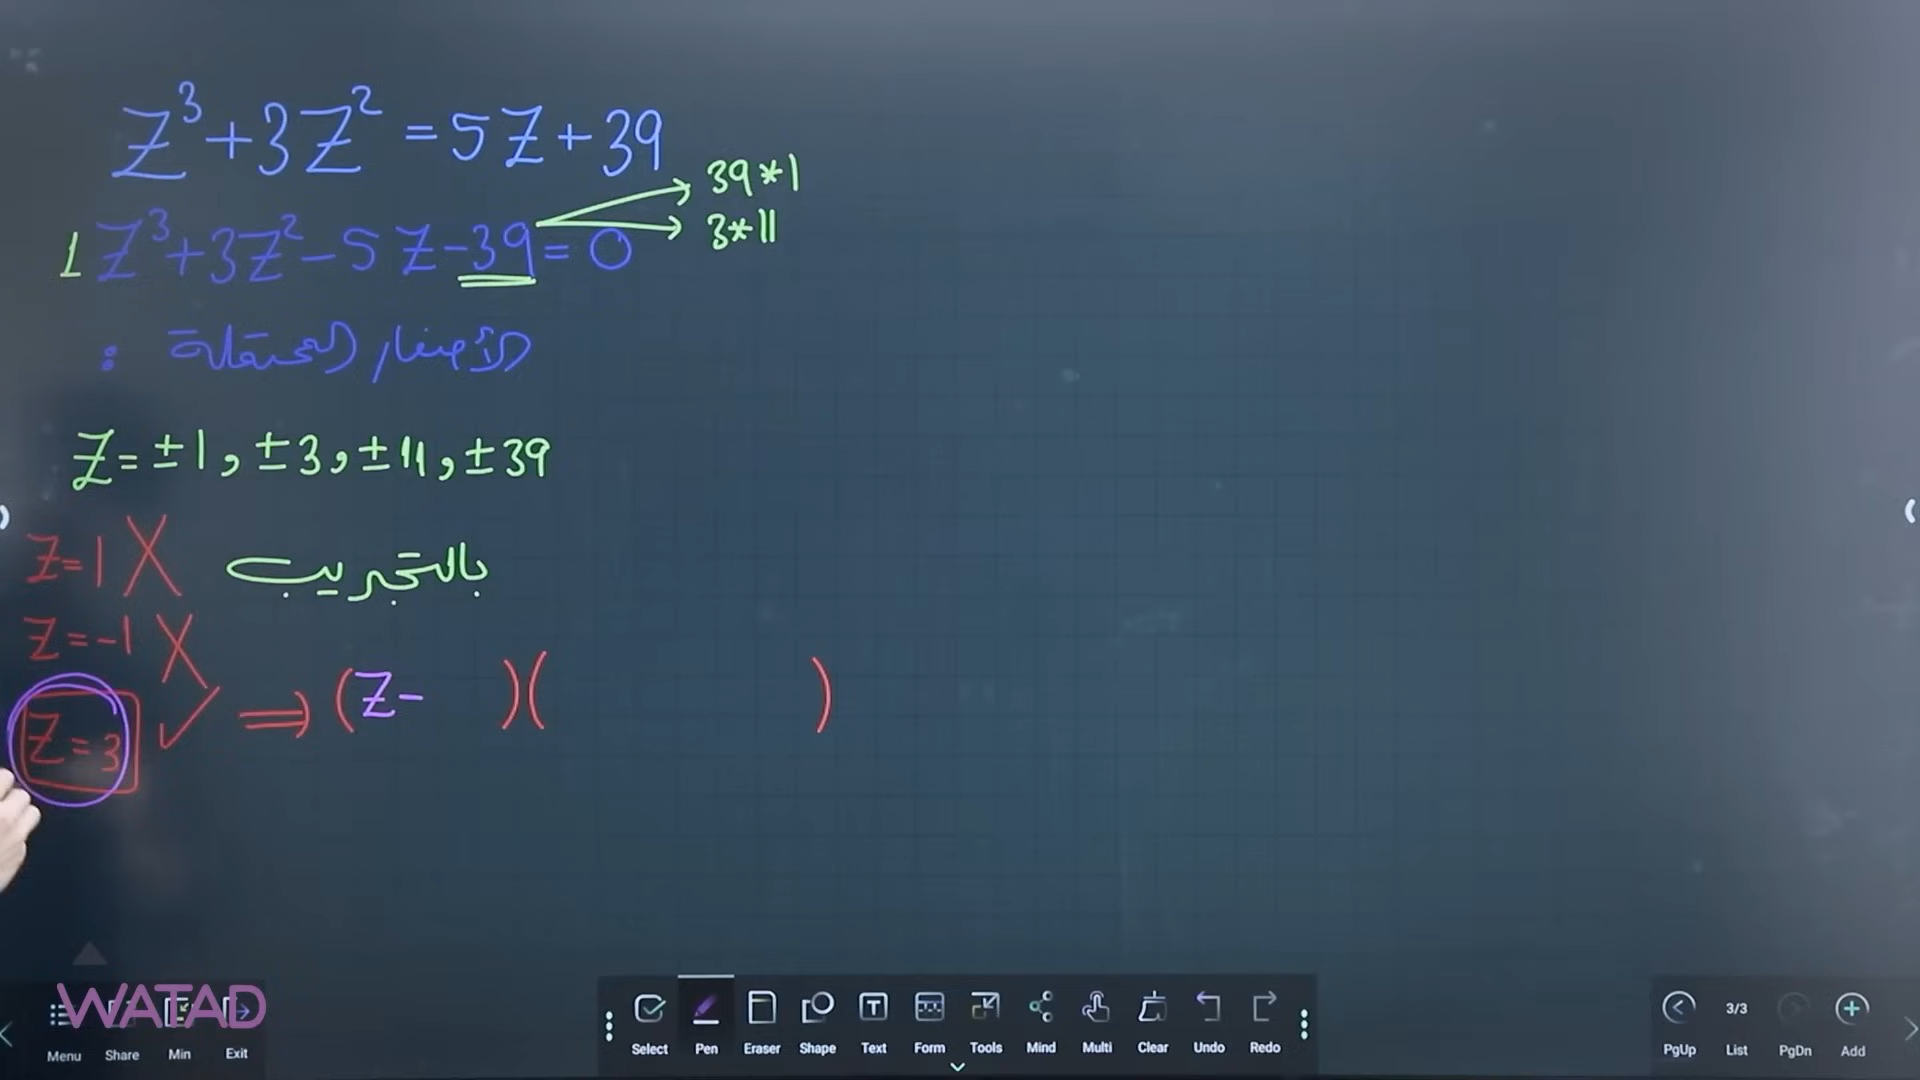 Z³+3Z²=5Z+39
39*1
3*11
1 Z³+3Z²-5Z-39=0
الأصفار المحتملة :
Z=±1,±3,±11,±39
Z=1 X
بالتجريب
Z=-1 X
Z=3 ✓ ⇒ (Z- )( )
WATAD
Menu Share Min Exit
Select Pen Eraser Shape Text Form Tools Mind Multi Clear Undo Redo
3/3
PgUp List PgDn Add